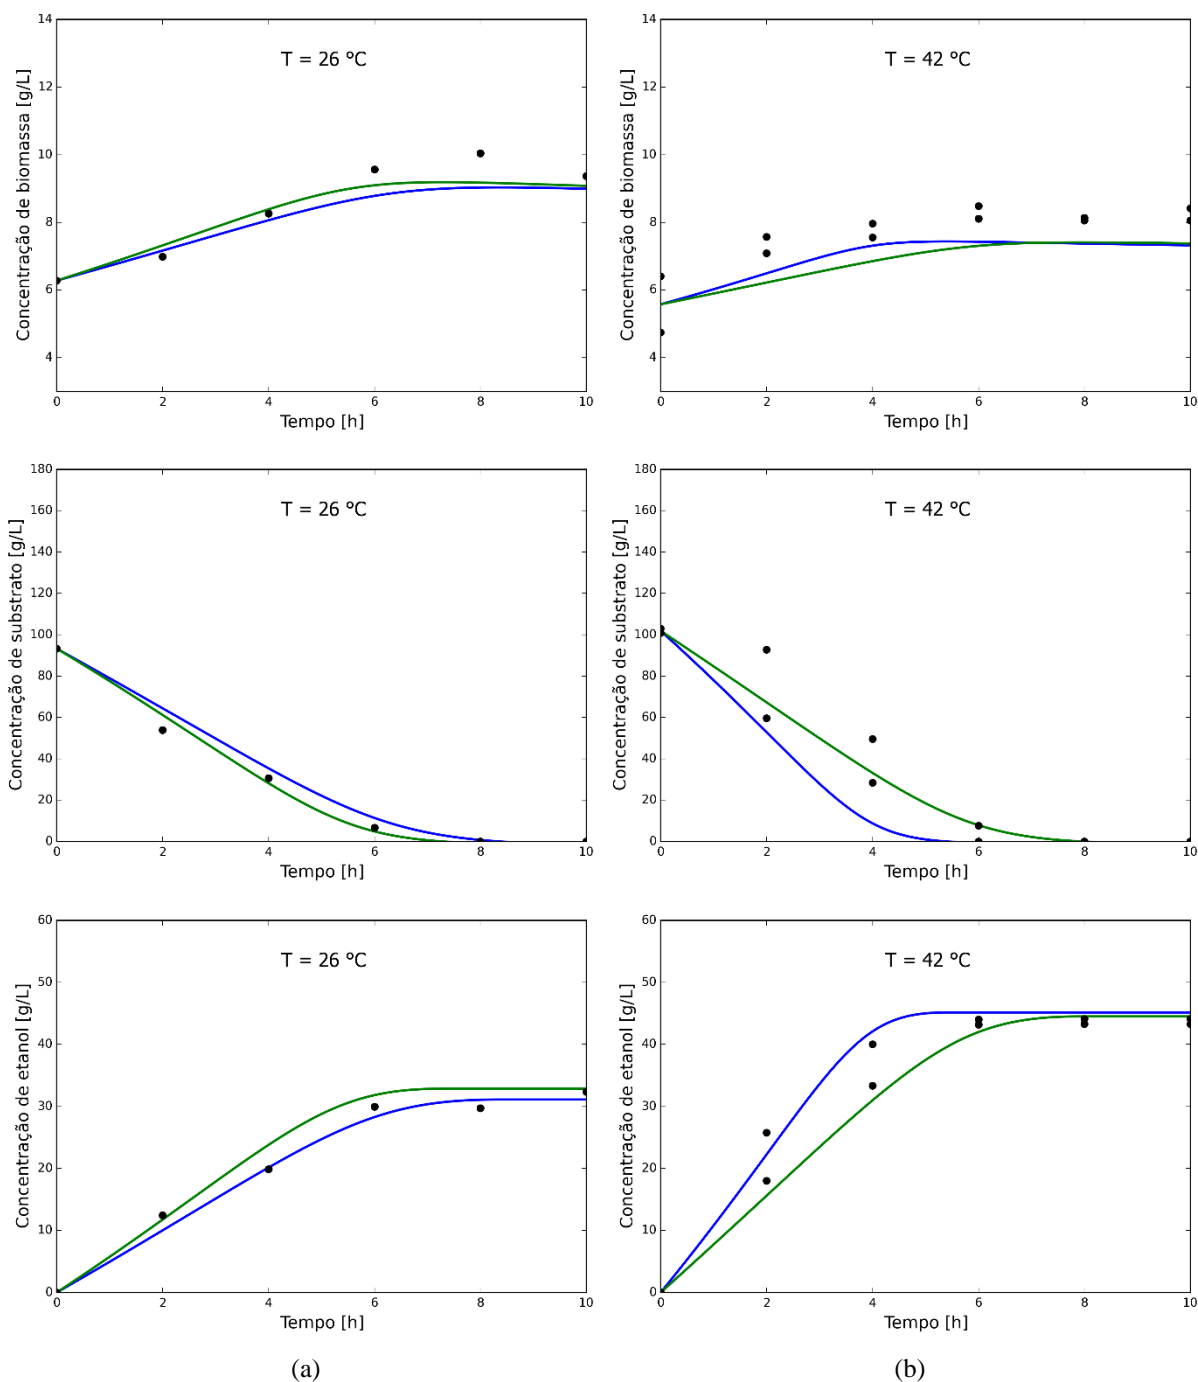 T = 26 ºC
Concentração de biomassa [g/L]
14
12
10
8
6
4
0 2 4 6 8 10
Tempo [h]
T = 42 ºC
Concentração de biomassa [g/L]
14
12
10
8
6
4
0 2 4 6 8 10
Tempo [h]
T = 26 ºC
Concentração de substrato [g/L]
180
160
140
120
100
80
60
40
20
0
0 2 4 6 8 10
Tempo [h]
T = 42 ºC
Concentração de substrato [g/L]
180
160
140
120
100
80
60
40
20
0
0 2 4 6 8 10
Tempo [h]
T = 26 ºC
Concentração de etanol [g/L]
60
50
40
30
20
10
0
0 2 4 6 8 10
Tempo [h]
T = 42 ºC
Concentração de etanol [g/L]
60
50
40
30
20
10
0
0 2 4 6 8 10
Tempo [h]
(a)
(b)